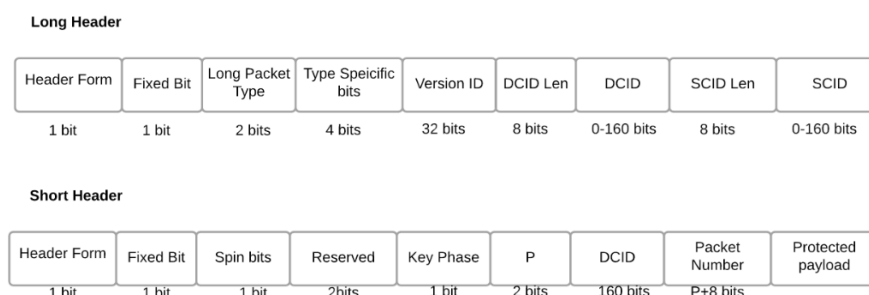 Long Header
Header Form
Fixed Bit
Long Packet
Type
Type Speicific
bits
Version ID
DCID Len
DCID
SCID Len
SCID
1 bit
1 bit
2 bits
4 bits
32 bits
8 bits
0-160 bits
8 bits
0-160 bits
Short Header
Header Form
Fixed Bit
Spin bits
Reserved
Key Phase
P
DCID
Packet
Number
Protected
payload
1 bit
1 bit
1 bit
2bits
1 bit
2 bits
160 bits
P+8 bits